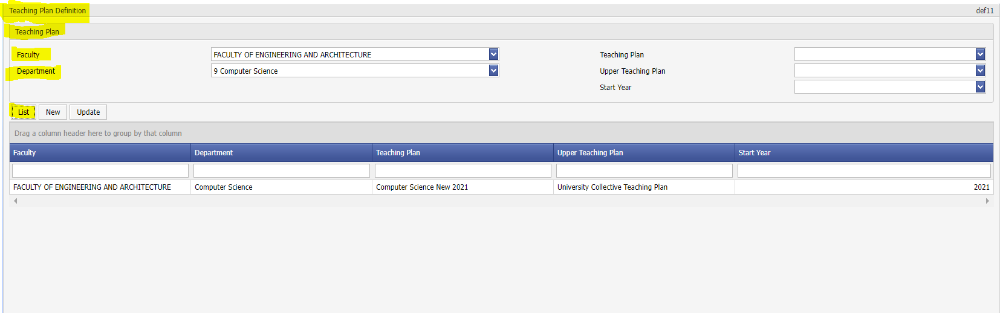 Teaching Plan Definition def11
Teaching Plan
Faculty FACULTY OF ENGINEERING AND ARCHITECTURE Teaching Plan
Department 9 Computer Science Upper Teaching Plan
Start Year
List New Update
Drag a column header here to group by that column
Faculty Department Teaching Plan Upper Teaching Plan Start Year
FACULTY OF ENGINEERING AND ARCHITECTURE Computer Science Computer Science New 2021 University Collective Teaching Plan 2021